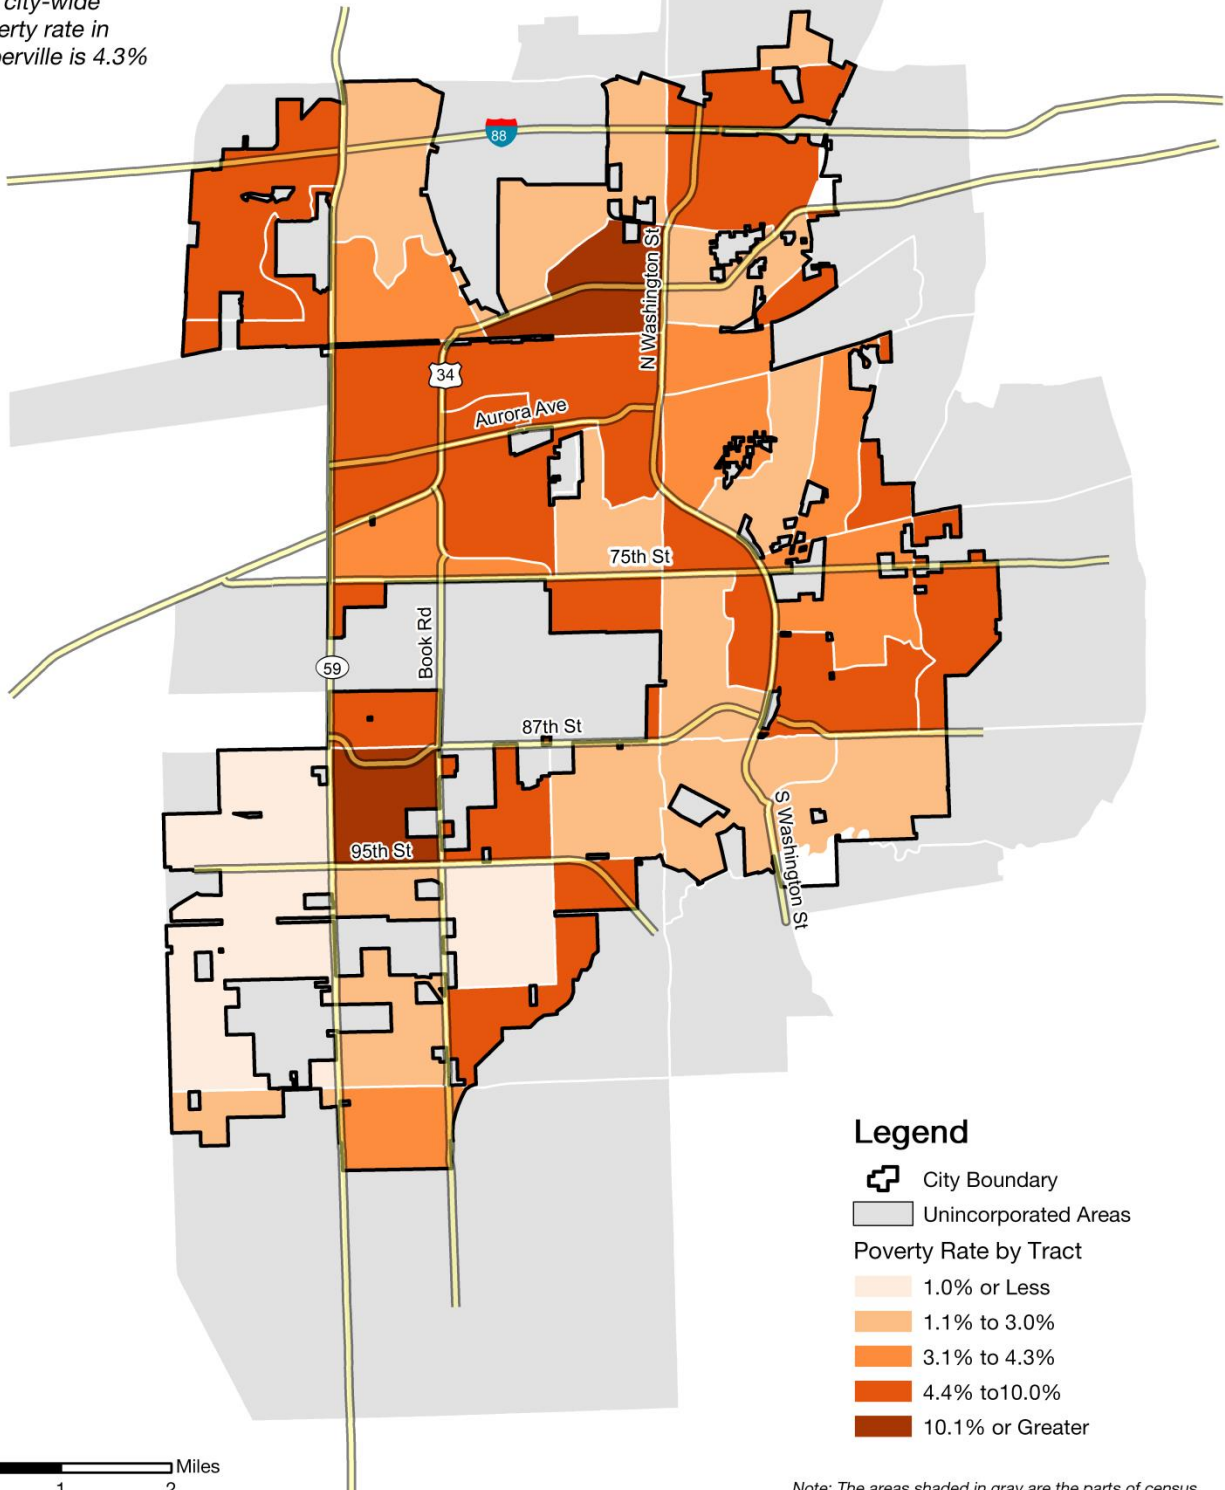 city-wide
rate in
is 4.3%
88
N Washington St
34
Aurora Ave
75th St
Book Rd
59
87th St
S Washington St
95th St
Legend
City Boundary
Unincorporated Areas
Poverty Rate by Tract
1.0% or Less
1.1% to 3.0%
3.1% to 4.3%
4.4% to10.0%
10.1% or Greater
Miles
1 2
Note: The areas shaded in gray are the parts of census